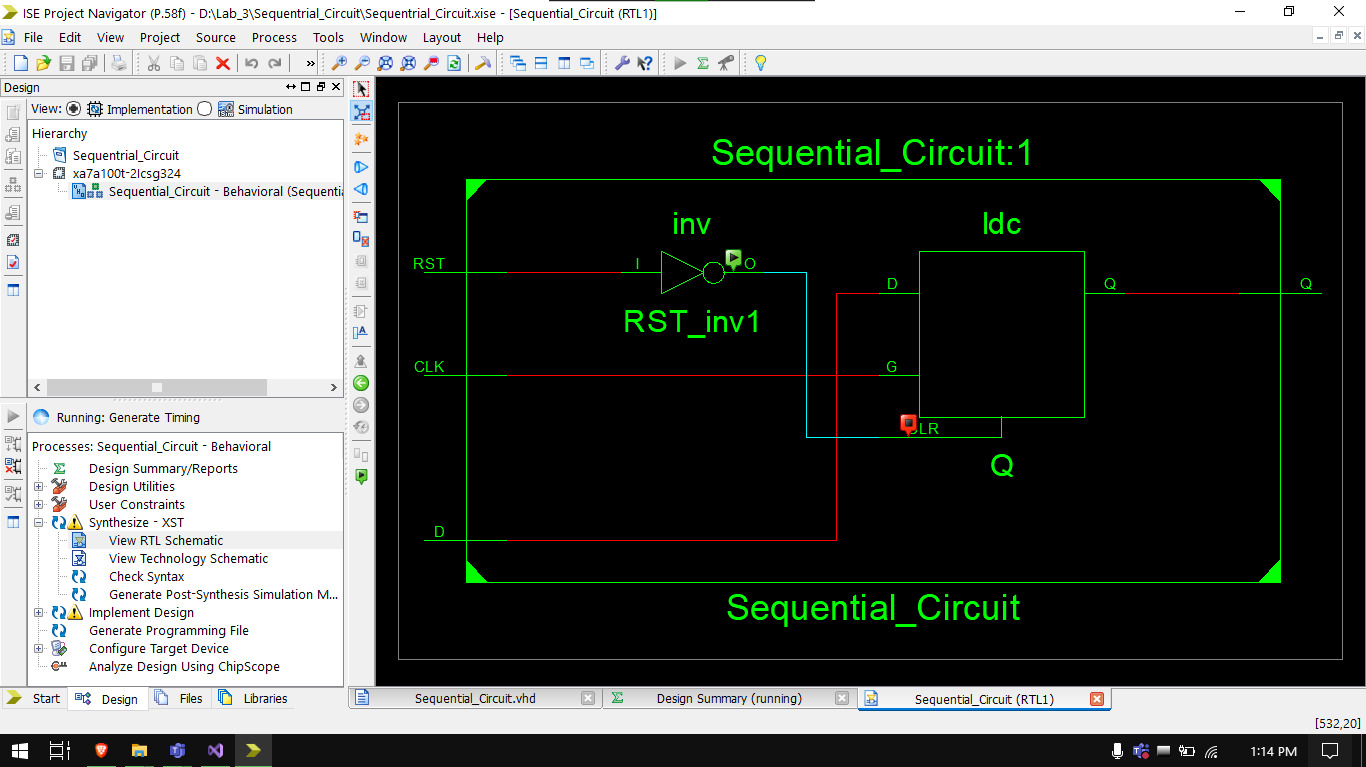 ISE Project Navigator (P.58f) - D:\Lab_3\Sequentrial_Circuit\Sequentrial_Circuit.xise - [Sequential_Circuit (RTL1)]
File Edit View Project Source Process Tools Window Layout Help
Design
View: Implementation Simulation
Hierarchy
Sequentrial_Circuit
xa7a100t-2lcsg324
Sequential_Circuit - Behavioral (Sequentia
Running: Generate Timing
Processes: Sequential_Circuit - Behavioral
Design Summary/Reports
Design Utilities
User Constraints
Synthesize - XST
View RTL Schematic
View Technology Schematic
Check Syntax
Generate Post-Synthesis Simulation M...
Implement Design
Generate Programming File
Configure Target Device
Analyze Design Using ChipScope
Start Design Files Libraries
Sequential_Circuit:1
inv ldc
RST I O
D Q Q
RST_inv1
CLK G
CLR
Q
D
Sequential_Circuit
Sequential_Circuit.vhd Design Summary (running) Sequential_Circuit (RTL1)
[532,20]
1:14 PM